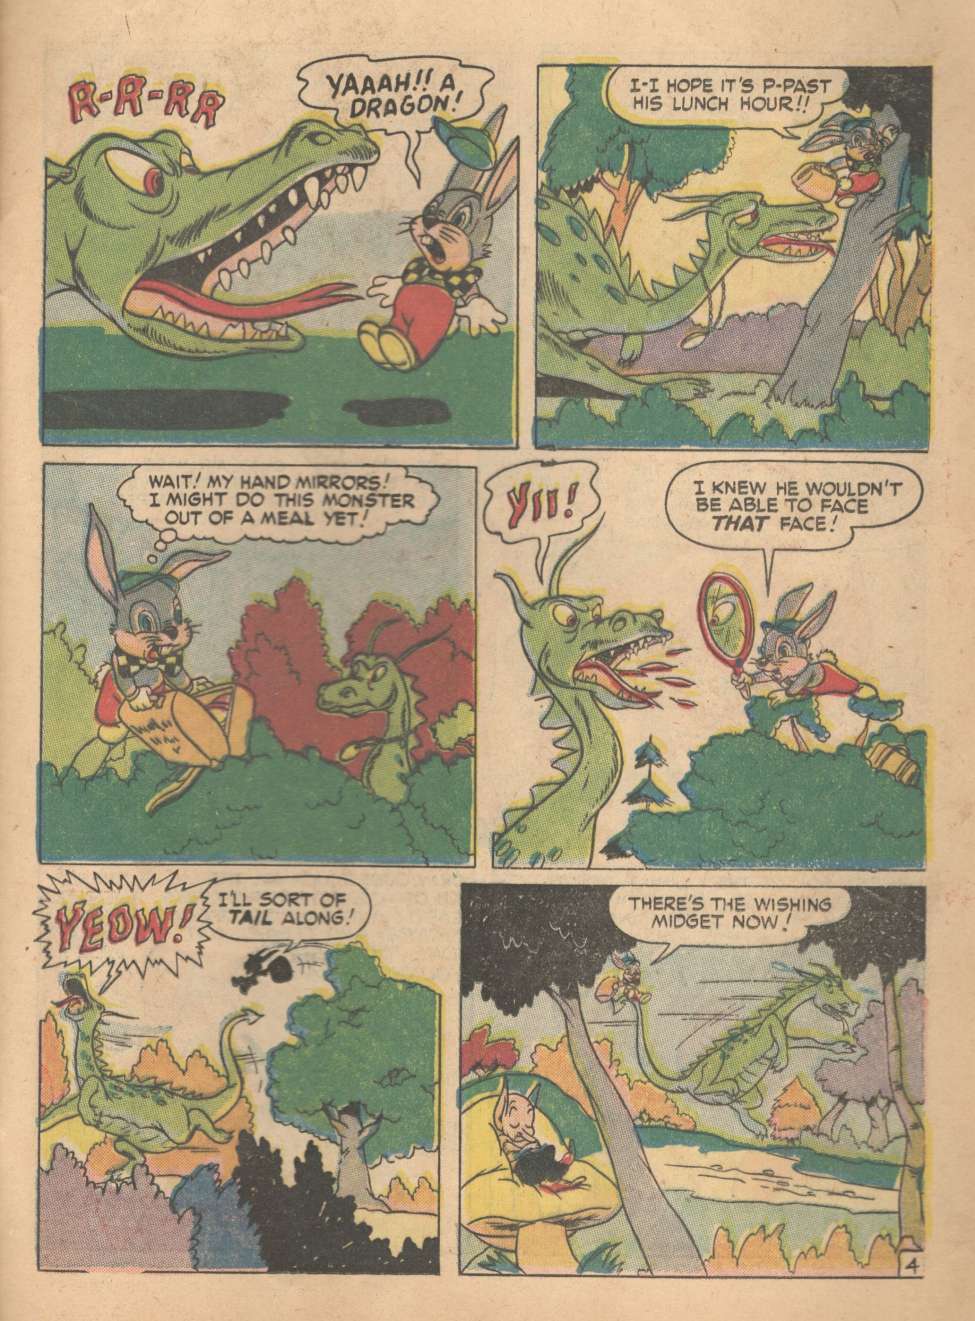 R-R-RR
YAAAH!! A
DRAGON!
I-I HOPE IT'S P-PAST
HIS LUNCH HOUR!!
WAIT! MY HAND MIRRORS!
I MIGHT DO THIS MONSTER
OUT OF A MEAL YET!
YII!
I KNEW HE WOULDN'T
BE ABLE TO FACE
THAT FACE!
YEOW!
I'LL SORT OF
TAIL ALONG!
THERE'S THE WISHING
MIDGET NOW!
4